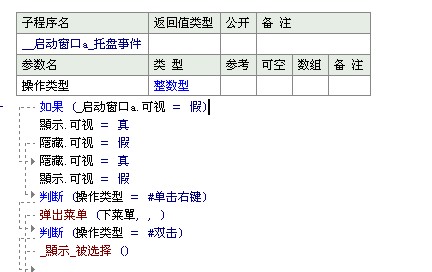 子程序名 返回值类型 公开 备 注
__启动窗口a_托盘事件
参数名 类 型 参考 可空 数组 备 注
操作类型 整数型
如果 (_启动窗口a.可视 = 假)
顯示.可视 = 真
隱藏.可视 = 假
隱藏.可视 = 真
顯示.可视 = 假
判断 (操作类型 = #单击右键)
弹出菜单 (下菜單, , )
判断 (操作类型 = #双击)
_顯示_被选择 ()